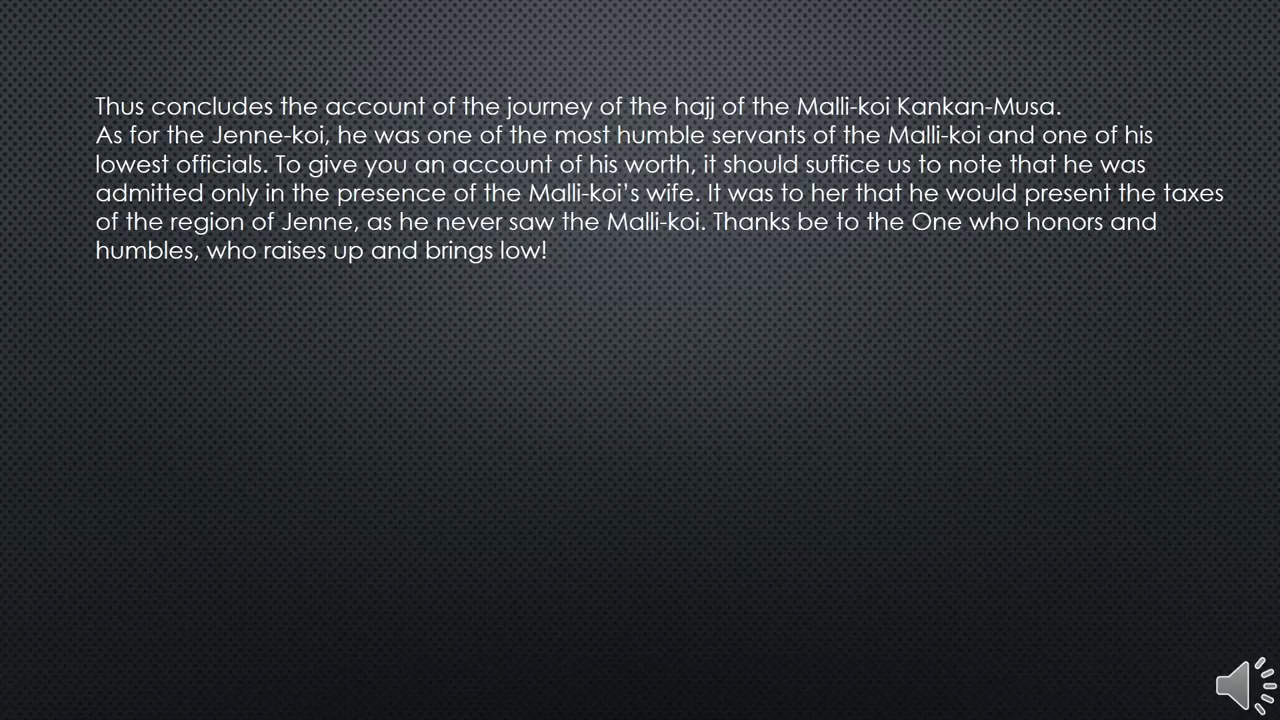 Thus concludes the account of the journey of the hajj of the Malli-koi Kankan-Musa.
As for the Jenne-koi, he was one of the most humble servants of the Malli-koi and one of his
lowest officials. To give you an account of his worth, it should suffice us to note that he was
admitted only in the presence of the Malli-koi’s wife. It was to her that he would present the taxes
of the region of Jenne, as he never saw the Malli-koi. Thanks be to the One who honors and
humbles, who raises up and brings low!